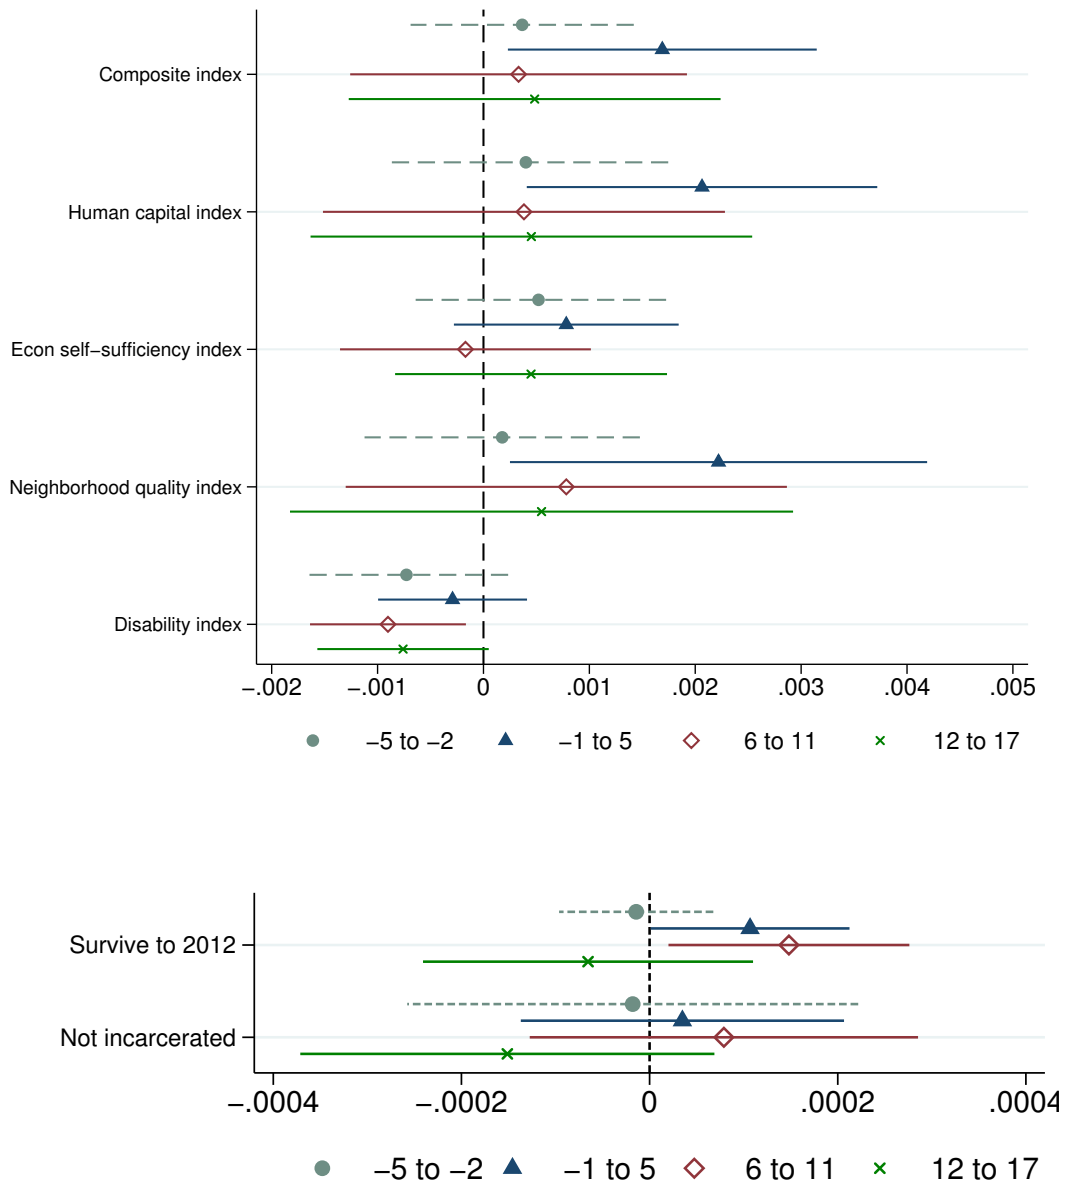 Composite index
Human capital index
Econ self−sufficiency index
Neighborhood quality index
Disability index
−.002 −.001 0 .001 .002 .003 .004 .005
−5 to −2 −1 to 5 6 to 11 12 to 17
Survive to 2012
Not incarcerated
−.0004 −.0002 0 .0002 .0004
−5 to −2 −1 to 5 6 to 11 12 to 17